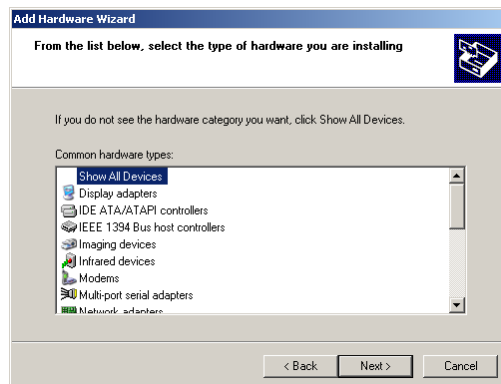 Add Hardware Wizard
From the list below, select the type of hardware you are installing
If you do not see the hardware category you want, click Show All Devices.
Common hardware types:
Show All Devices
Display adapters
IDE ATA/ATAPI controllers
IEEE 1394 Bus host controllers
Imaging devices
Infrared devices
Modems
Multi-port serial adapters
Network adapters
< Back
Next >
Cancel